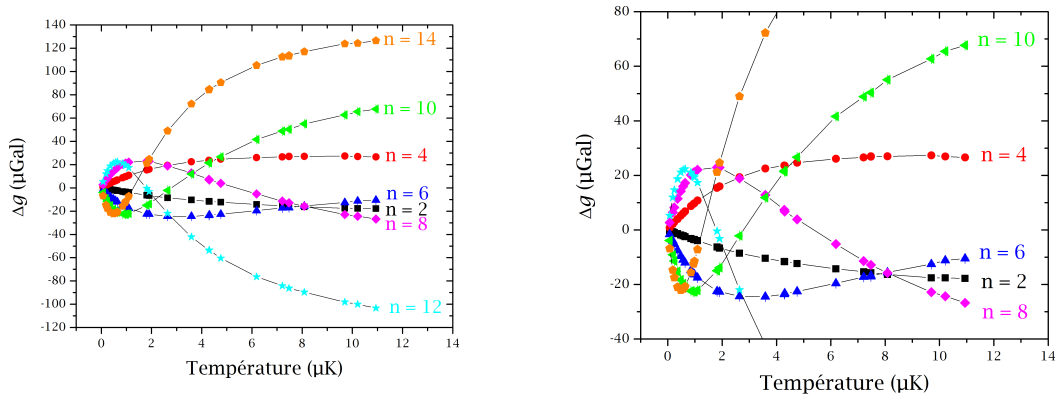 140
120
100
80
60
40
20
0
-20
-40
-60
-80
-100
-120
Δg (µGal)
0 2 4 6 8 10 12 14
Température (µK)
n = 14
n = 10
n = 4
n = 6
n = 2
n = 8
n = 12
80
60
40
20
0
-20
-40
Δg (µGal)
0 2 4 6 8 10 12 14
Température (µK)
n = 10
n = 4
n = 6
n = 2
n = 8